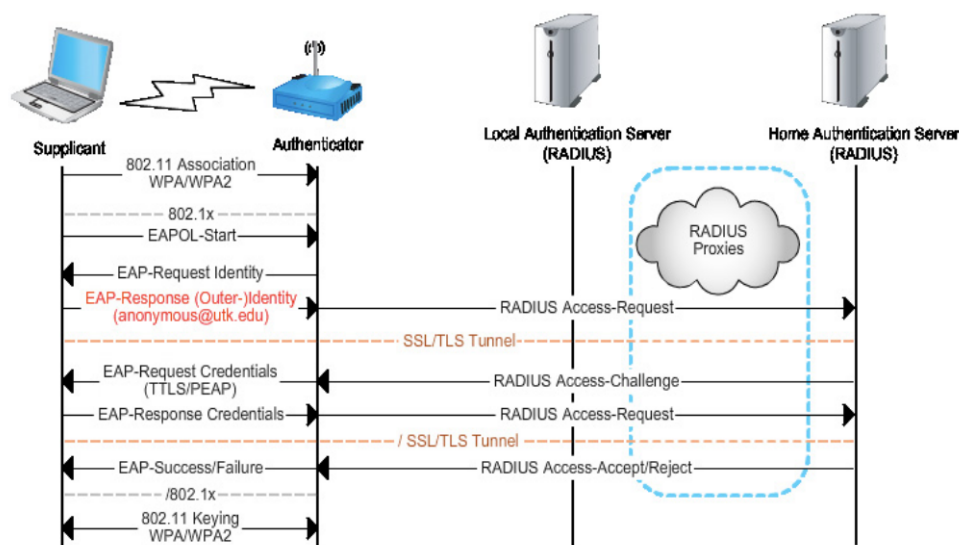 Supplicant
Authenticator
Local Authentication Server
(RADIUS)
Home Authentication Server
(RADIUS)
802.11 Association
WPA/WPA2
802.1x
EAPOL-Start
RADIUS
Proxies
EAP-Request Identity
EAP-Response (Outer-)Identity
(anonymous@utk.edu)
RADIUS Access-Request
SSL/TLS Tunnel
EAP-Request Credentials
(TTLS/PEAP)
RADIUS Access-Challenge
EAP-Response Credentials
RADIUS Access-Request
/ SSL/TLS Tunnel
EAP-Success/Failure
RADIUS Access-Accept/Reject
/802.1x
802.11 Keying
WPA/WPA2